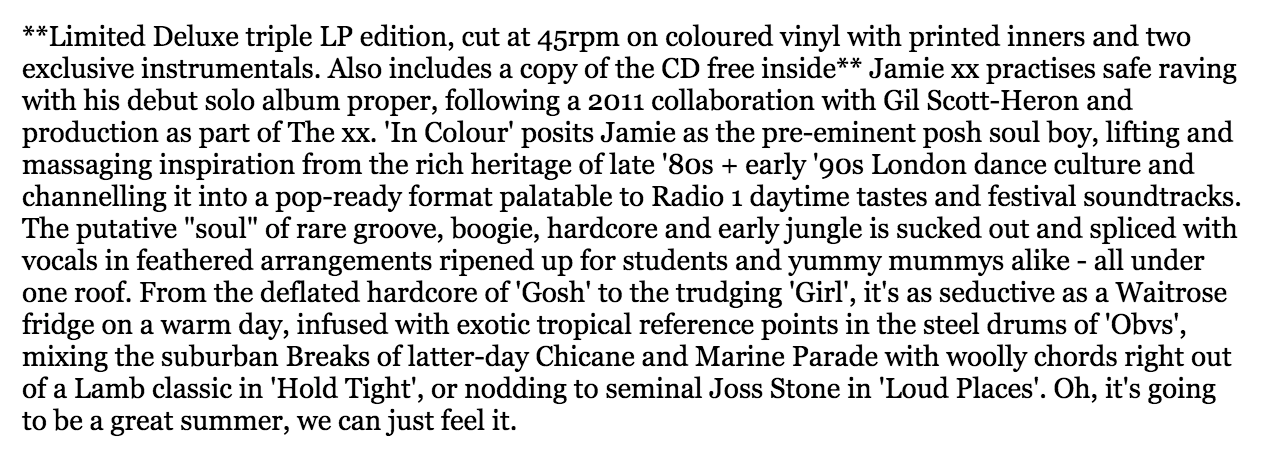 **Limited Deluxe triple LP edition, cut at 45rpm on coloured vinyl with printed inners and two
exclusive instrumentals. Also includes a copy of the CD free inside** Jamie xx practises safe raving
with his debut solo album proper, following a 2011 collaboration with Gil Scott-Heron and
production as part of The xx. 'In Colour' posits Jamie as the pre-eminent posh soul boy, lifting and
massaging inspiration from the rich heritage of late '80s + early '90s London dance culture and
channelling it into a pop-ready format palatable to Radio 1 daytime tastes and festival soundtracks.
The putative "soul" of rare groove, boogie, hardcore and early jungle is sucked out and spliced with
vocals in feathered arrangements ripened up for students and yummy mummys alike - all under
one roof. From the deflated hardcore of 'Gosh' to the trudging 'Girl', it's as seductive as a Waitrose
fridge on a warm day, infused with exotic tropical reference points in the steel drums of 'Obvs',
mixing the suburban Breaks of latter-day Chicane and Marine Parade with woolly chords right out
of a Lamb classic in 'Hold Tight', or nodding to seminal Joss Stone in 'Loud Places'. Oh, it's going
to be a great summer, we can just feel it.